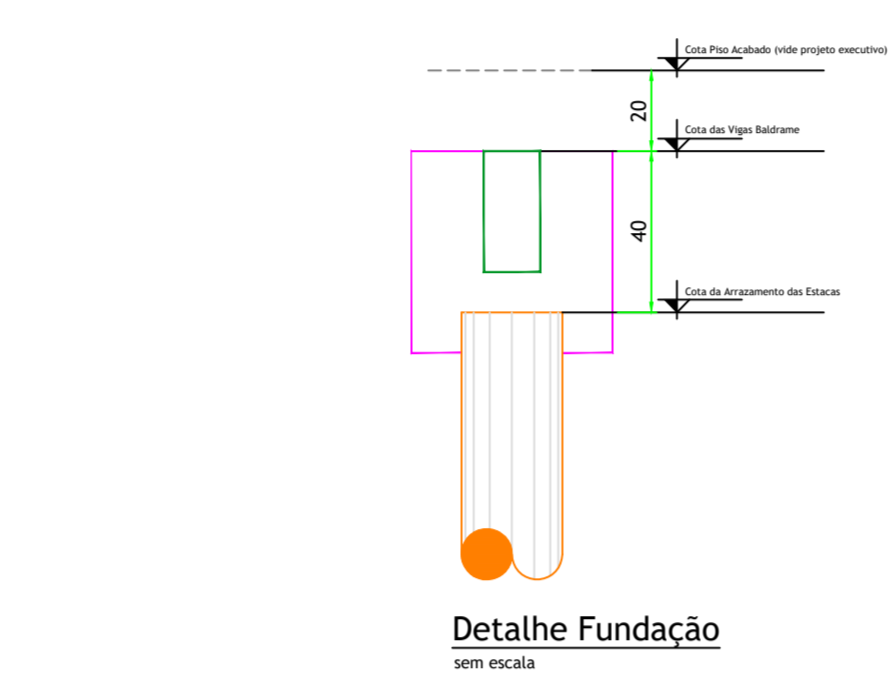 Cota Piso Acabado (vide projeto executivo)
20
Cota das Vigas Baldrame
40
Cota da Arrazamento das Estacas
Detalhe Fundação
sem escala